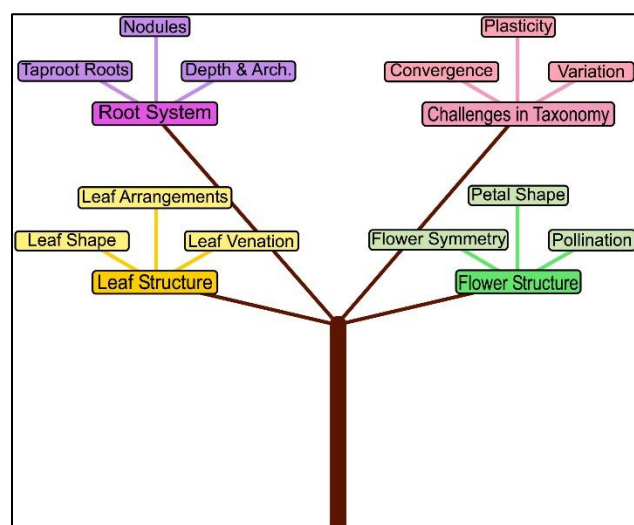 Nodules
Taproot Roots
Depth & Arch.
Root System
Plasticity
Convergence
Variation
Challenges in Taxonomy
Leaf Arrangements
Leaf Shape
Leaf Venation
Leaf Structure
Petal Shape
Flower Symmetry
Pollination
Flower Structure